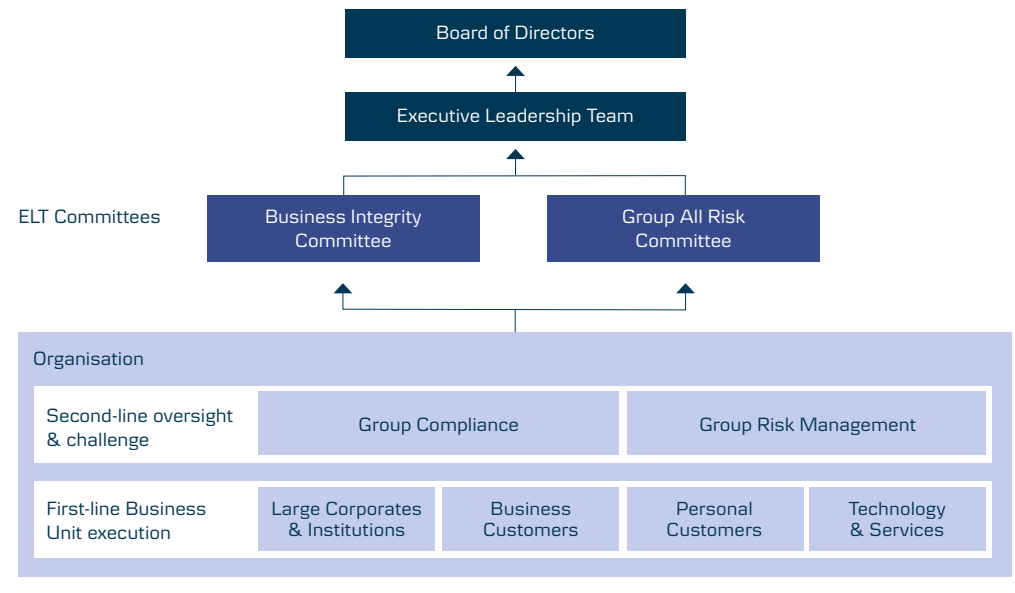 Board of Directors
Executive Leadership Team
ELT Committees
Business Integrity
Committee
Group All Risk
Committee
Organisation
Second-line oversight
& challenge
Group Compliance
Group Risk Management
First-line Business
Unit execution
Large Corporates
& Institutions
Business
Customers
Personal
Customers
Technology
& Services